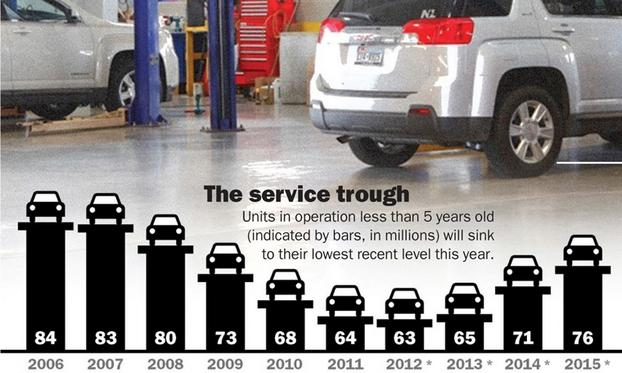 The service trough
Units in operation less than 5 years old
(indicated by bars, in millions) will sink
to their lowest recent level this year.
84 83 80 73 68 64 63 65 71 76
2006 2007 2008 2009 2010 2011 2012 * 2013 * 2014 * 2015 *